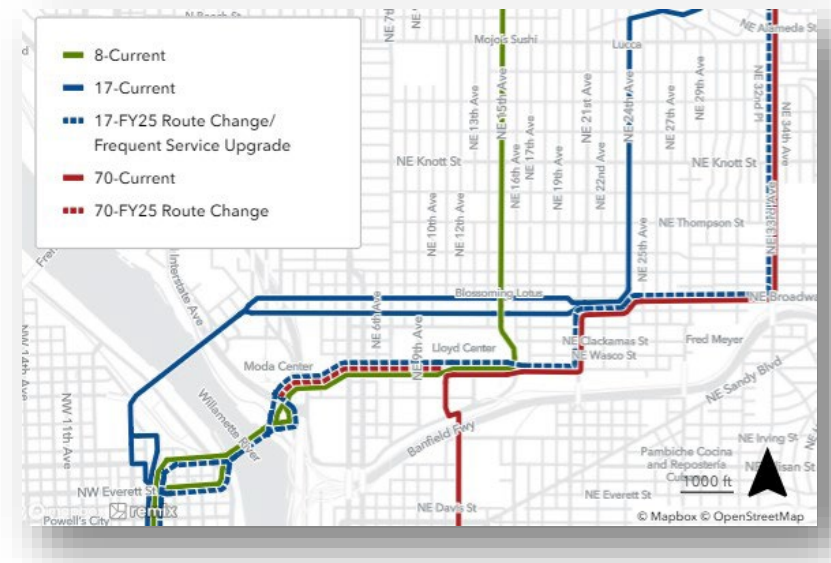 N Beech St
8-Current
17-Current
17-FY25 Route Change/
Frequent Service Upgrade
70-Current
70-FY25 Route Change
NE 7th
Mojois Sushi
Lucca
NE Alameda St
NE 13th Ave
NE 15th Ave
NE 21st Ave
NE 24th Ave
NE 27th Ave
NE 29th Ave
NE 32nd Pl
NE 34th Ave
NE Knott St
NE 16th Ave
NE 17th Ave
NE 19th Ave
NE 22nd Ave
NE Knott St
NE 10th Ave
NE 12th Ave
NE Thompson St
NE 33rd Ave
NE 25th Ave
Interstate Ave
Blossoming Lotus
NE Broadwa
NE 6th Ave
NW 14th Ave
NE 9th Ave
Lloyd Center
NE Clackamas St
Fred Meyer
NE Wasco St
Moda Center
NE Sandy Blvd
NW 11th Ave
Willamette River
Banfield Fwy
NE Irving St
Pambiche Cocina
and Reposteria
NW Everett St
1000 ft
NE Everett St
remix
Powell's City
NE Davis St
© Mapbox © OpenStreetMap